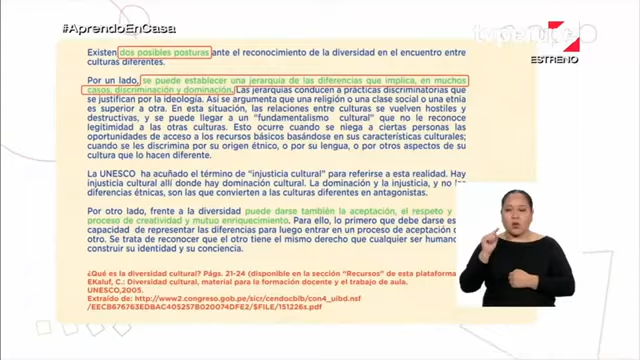 #AprendoEnCasa
tvperu
ESTRENO
Existen dos posibles posturas ante el reconocimiento de la diversidad en el encuentro entre
culturas diferentes.
Por un lado, se puede establecer una jerarquía de las diferencias que implica, en muchos
casos, discriminación y dominación. Las jerarquías conducen a prácticas discriminatorias que
se justifican por la ideología. Así se argumenta que una religión o una clase social o una etnia
es superior a otra. En esta situación, las relaciones entre culturas se vuelven hostiles y
destructivas, y se puede llegar a un "fundamentalismo cultural" que no le reconoce
legitimidad a las otras culturas. Esto ocurre cuando se niega a ciertas personas las
oportunidades de acceso a los recursos básicos basándose en sus características culturales;
cuando se les discrimina por su origen étnico, o por su lengua, o por otros aspectos de su
cultura que lo hacen diferente.
La UNESCO ha acuñado el término de "injusticia cultural" para referirse a esta realidad. Hay
injusticia cultural allí donde hay dominación cultural. La dominación y la injusticia, y no las
diferencias étnicas, son las que convierten a las culturas diferentes en antagonistas.
Por otro lado, frente a la diversidad puede darse también la aceptación, el respeto y
proceso de creatividad y mutuo enriquecimiento. Para ello, lo primero que debe darse es
capacidad de representar las diferencias para luego entrar en un proceso de aceptación d
otro. Se trata de reconocer que el otro tiene el mismo derecho que cualquier ser human
construir su identidad y su conciencia.
¿Qué es la diversidad cultural? Págs. 21-24 (disponible en la sección "Recursos" de esta plataforma
EKaluf, C.: Diversidad cultural, material para la formación docente y el trabajo de aula.
UNESCO,2005.
Extraído de: http://www2.congreso.gob.pe/sicr/cendocbib/con4_uibd.nsf
/EECB676763EDBAC405257B020074DFE2/$FILE/151226s.pdf